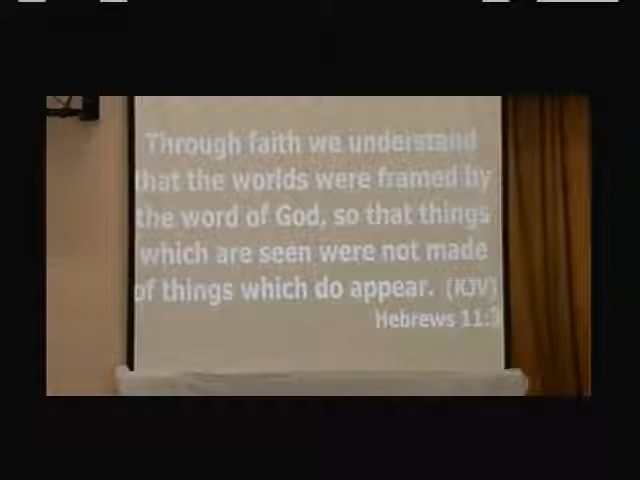 Through faith we understand
that the worlds were framed by
the word of God, so that things
which are seen were not made
of things which do appear. (KJV)
Hebrews 11:3